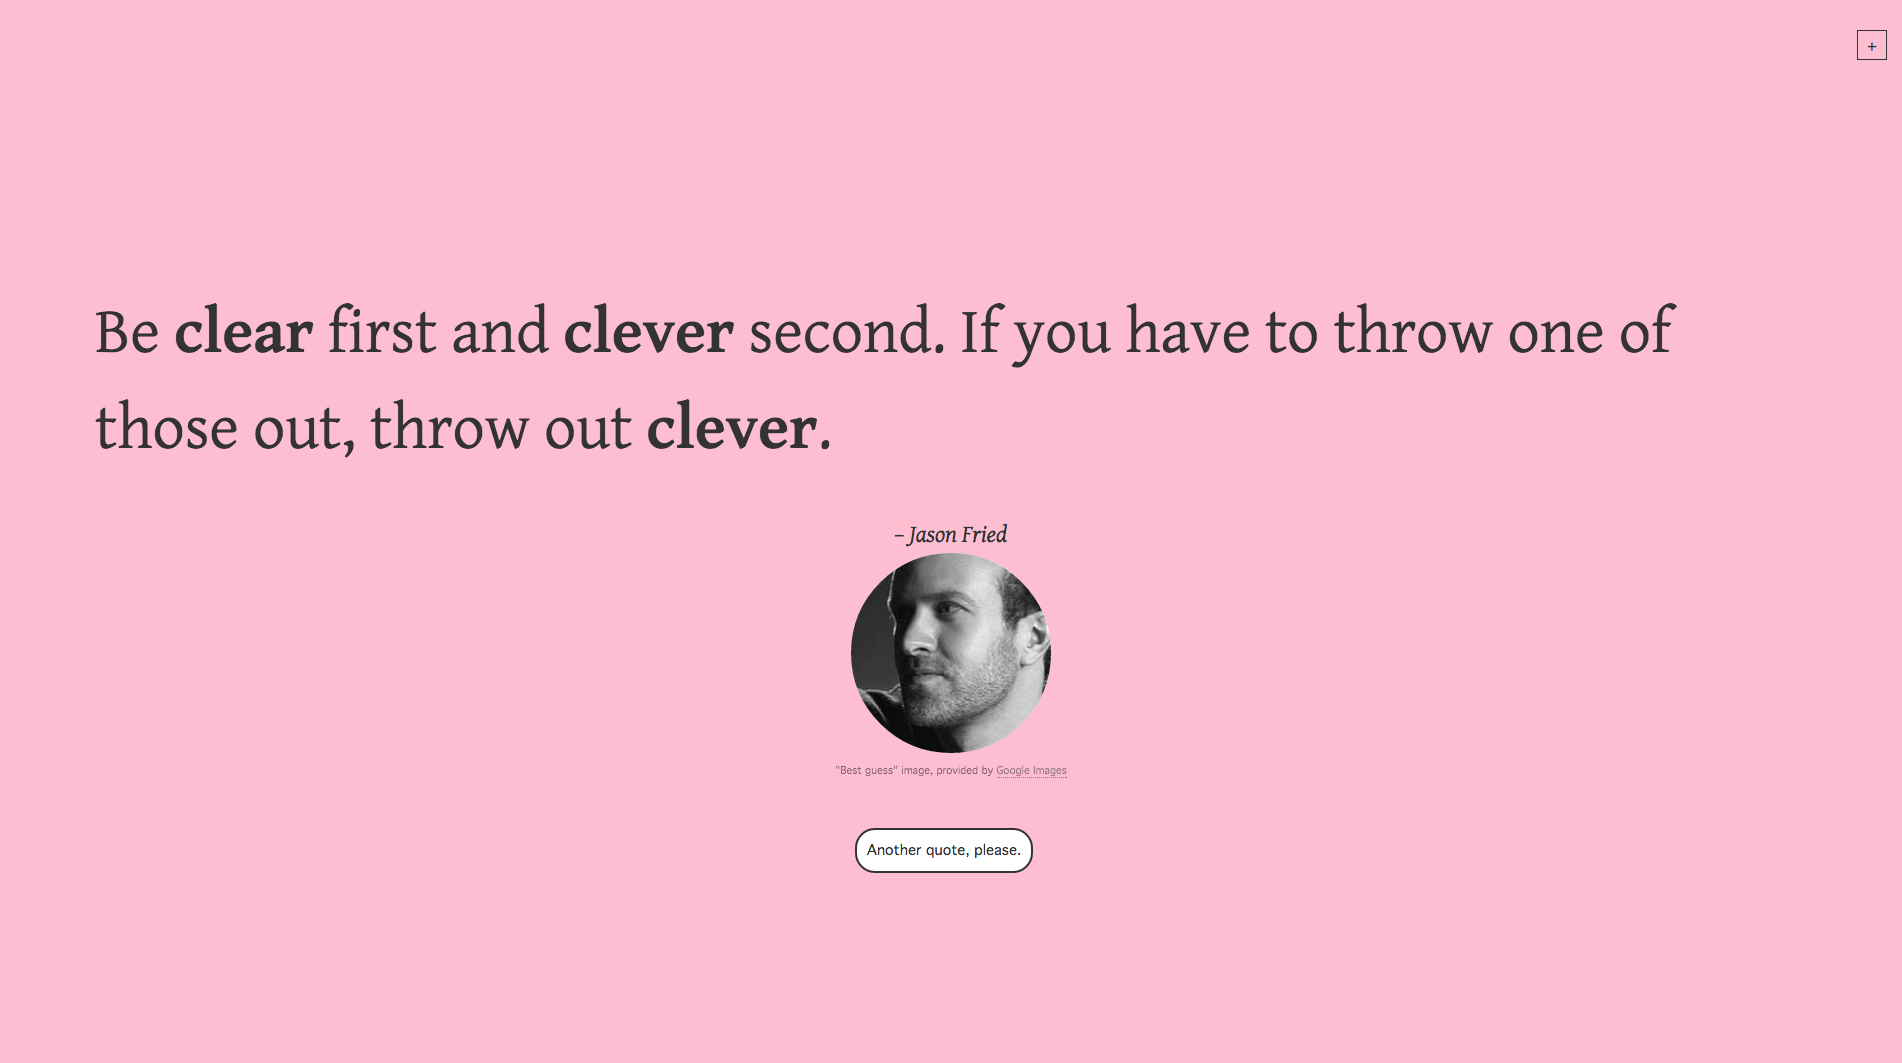 +
Be clear first and clever second. If you have to throw one of
those out, throw out clever.
– Jason Fried
"Best guess" image, provided by Google Images
Another quote, please.